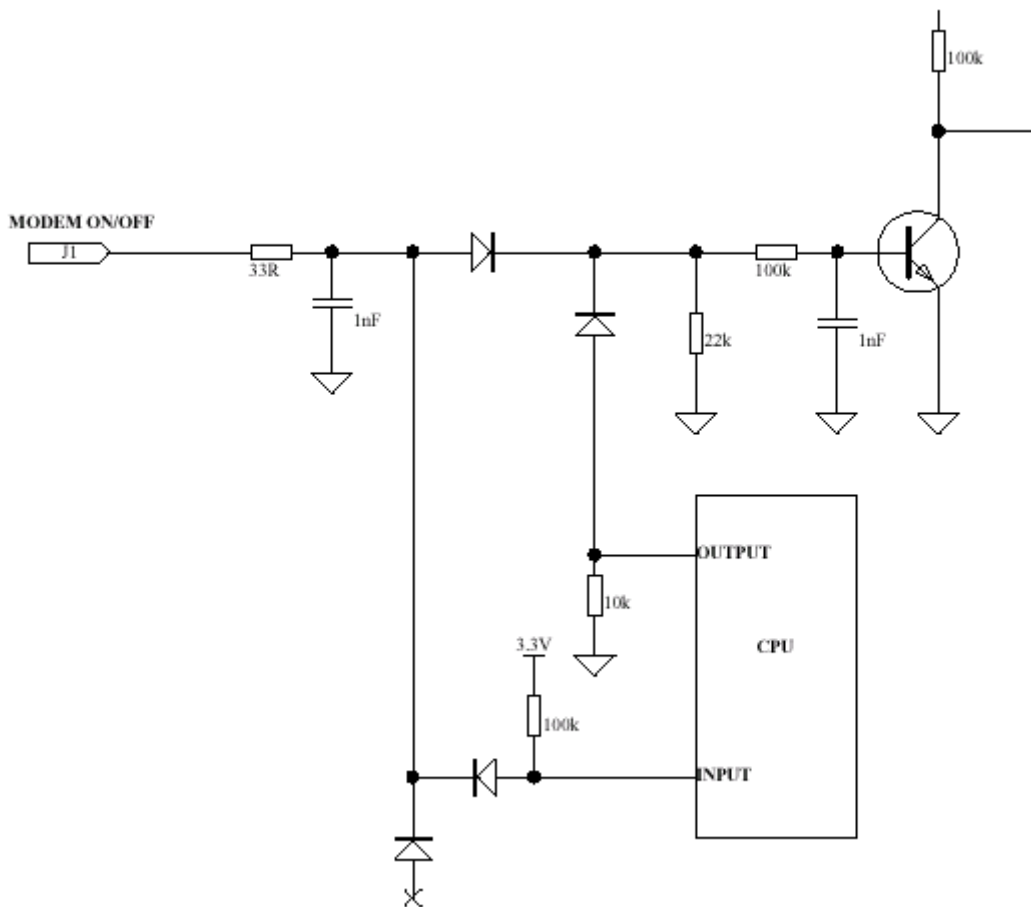 100k
MODEM ON/OFF
J1
33R
100k
1nF
22k
1nF
OUTPUT
10k
CPU
3.3V
100k
INPUT